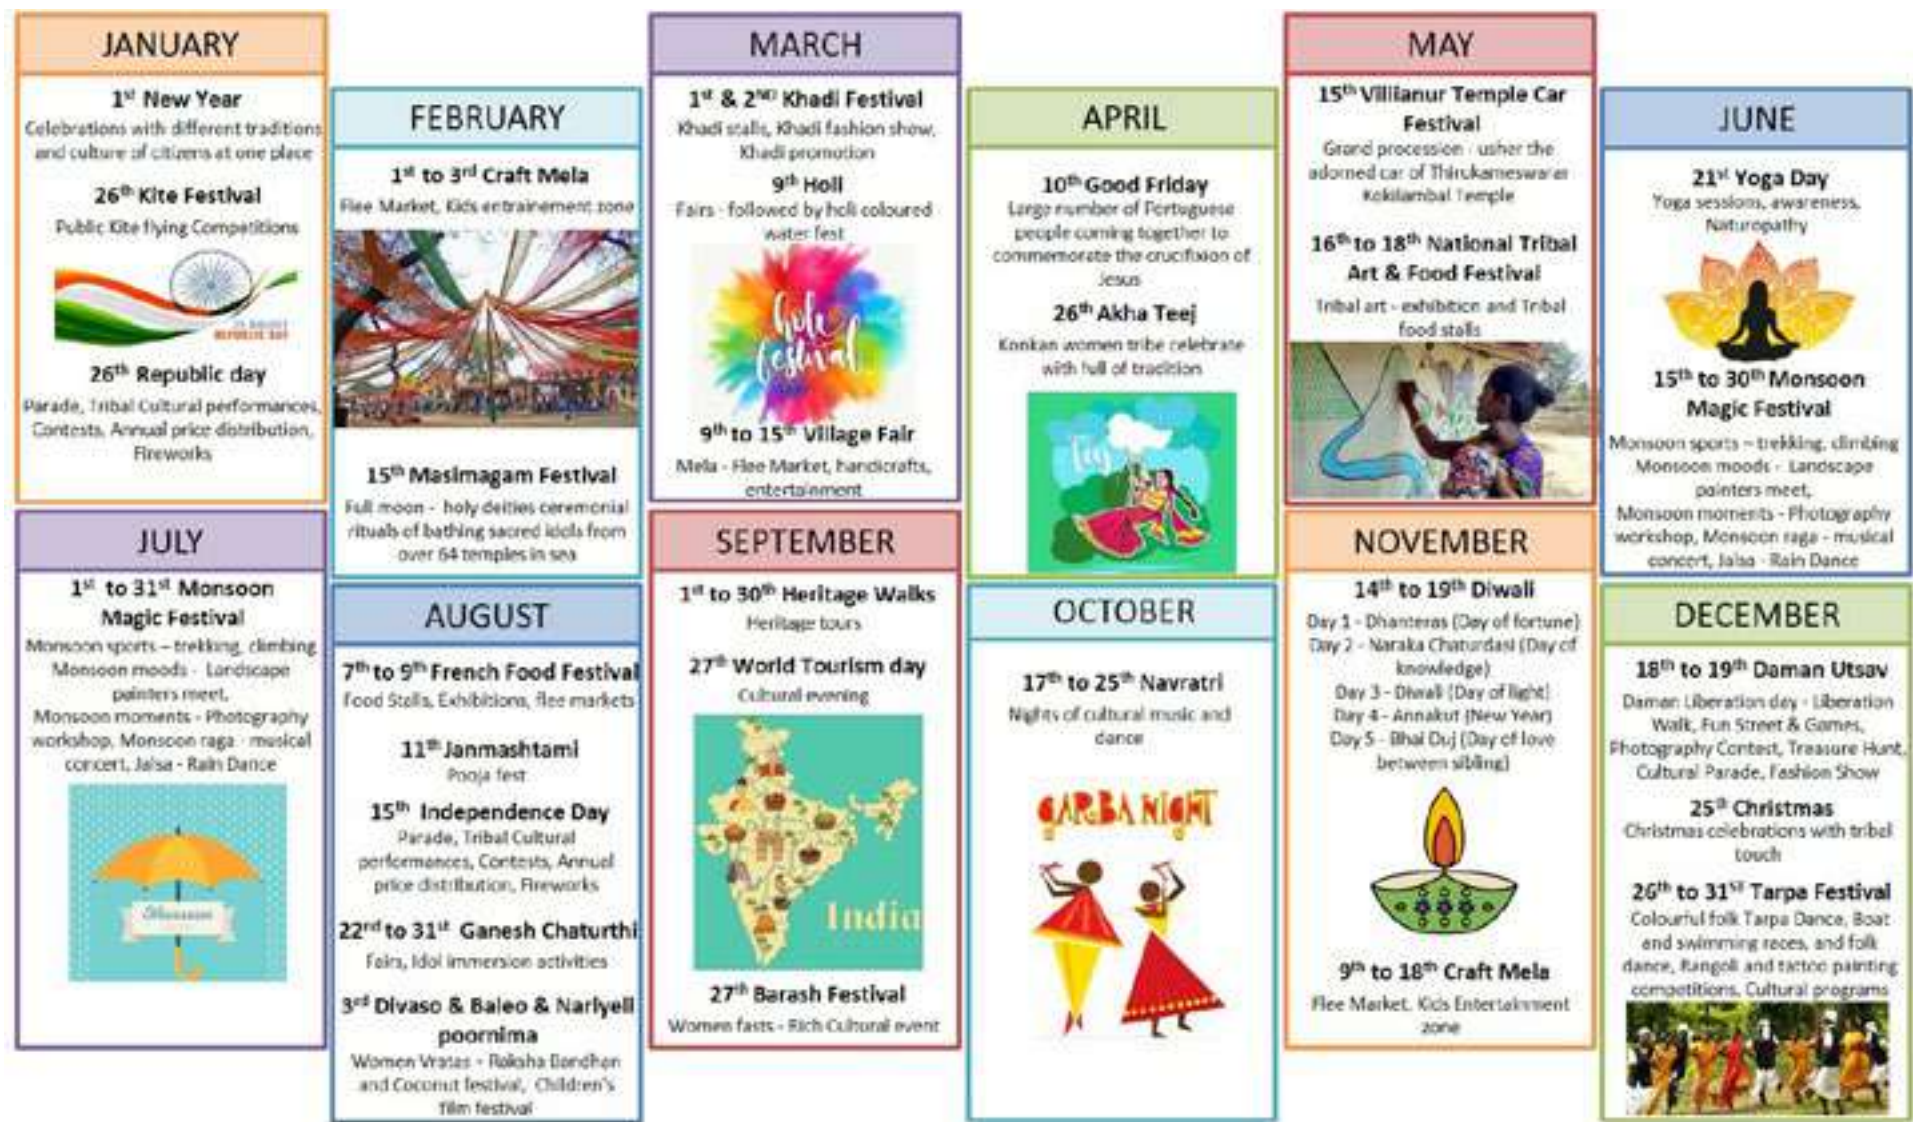 JANUARY
1st New Year
Celebrations with different traditions
and culture of citizens at one place
26th Kite Festival
Public Kite flying Competitions
REPUBLIC DAY
26th Republic day
Parade, Tribal Cultural performances,
Contests, Annual price distribution,
Fireworks
FEBRUARY
1st to 3rd Craft Mela
Flee Market, Kids entrainement zone
15th Masimagam Festival
Full moon - holy deities ceremonial
rituals of bathing sacred idols from
over 64 temples in sea
MARCH
1st & 2ND Khadi Festival
Khadi stalls, Khadi fashion show,
Khadi promotion
9th Holi
Fairs - followed by holi coloured
water fest
holi
festival
9th to 15th Village Fair
Mela - Flee Market, handicrafts,
entertainment
APRIL
10th Good Friday
Large number of Portuguese
people coming together to
commemorate the crucifixion of
Jesus
26th Akha Teej
Konkan women tribe celebrate
with full of tradition
Teej
MAY
15th Villianur Temple Car
Festival
Grand procession - usher the
adorned car of Thirukameswarar
Kokilambal Temple
16th to 18th National Tribal
Art & Food Festival
Tribal art - exhibition and Tribal
food stalls
JUNE
21st Yoga Day
Yoga sessions, awareness,
Naturopathy
15th to 30th Monsoon
Magic Festival
Monsoon sports – trekking, climbing
Monsoon moods - Landscape
painters meet,
Monsoon moments - Photography
workshop, Monsoon raga - musical
concert, Jalsa - Rain Dance
JULY
1st to 31st Monsoon
Magic Festival
Monsoon sports – trekking, climbing
Monsoon moods - Landscape
painters meet,
Monsoon moments - Photography
workshop, Monsoon raga - musical
concert, Jalsa - Rain Dance
Monsoon
AUGUST
7th to 9th French Food Festival
Food Stalls, Exhibitions, flee markets
11th Janmashtami
Pooja fest
15th Independence Day
Parade, Tribal Cultural
performances, Contests, Annual
price distribution, Fireworks
22nd to 31st Ganesh Chaturthi
Fairs, Idol immersion activities
3rd Divaso & Baleo & Nariyeli
poornima
Women Vratas - Raksha Bandhan
and Coconut festival, Children's
film festival
SEPTEMBER
1st to 30th Heritage Walks
Heritage tours
27th World Tourism day
Cultural evening
India
27th Barash Festival
Women fasts - Rich Cultural event
OCTOBER
17th to 25th Navratri
Nights of cultural music and
dance
GARBA NIGHT
NOVEMBER
14th to 19th Diwali
Day 1 - Dhanteras (Day of fortune)
Day 2 - Naraka Chaturdasi (Day of
knowledge)
Day 3 - Diwali (Day of light)
Day 4 - Annakut (New Year)
Day 5 - Bhai Duj (Day of love
between sibling)
9th to 18th Craft Mela
Flee Market, Kids Entertainment
zone
DECEMBER
18th to 19th Daman Utsav
Daman Liberation day - Liberation
Walk, Fun Street & Games,
Photography Contest, Treasure Hunt,
Cultural Parade, Fashion Show
25th Christmas
Christmas celebrations with tribal
touch
26th to 31ST Tarpa Festival
Colourful folk Tarpa Dance, Boat
and swimming races, and folk
dance, Rangoli and tattoo painting
competitions, Cultural programs